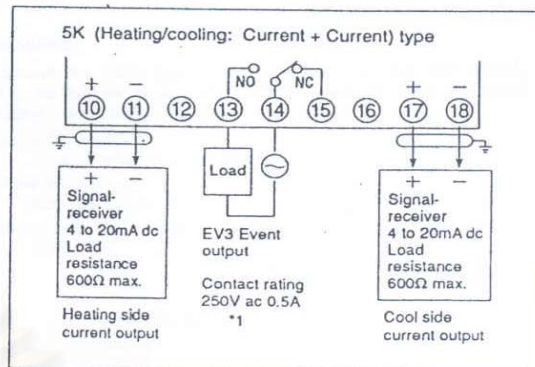 5K (Heating/cooling: Current + Current) type
NO NC
+ − + −
10 11 12 13 14 15 16 17 18
+ −
Signal-
receiver
4 to 20mA dc
Load
resistance
600Ω max.
Heating side
current output
Load
EV3 Event
output
Contact rating
250V ac 0.5A
*1
+ −
Signal-
receiver
4 to 20mA dc
Load
resistance
600Ω max.
Cool side
current output